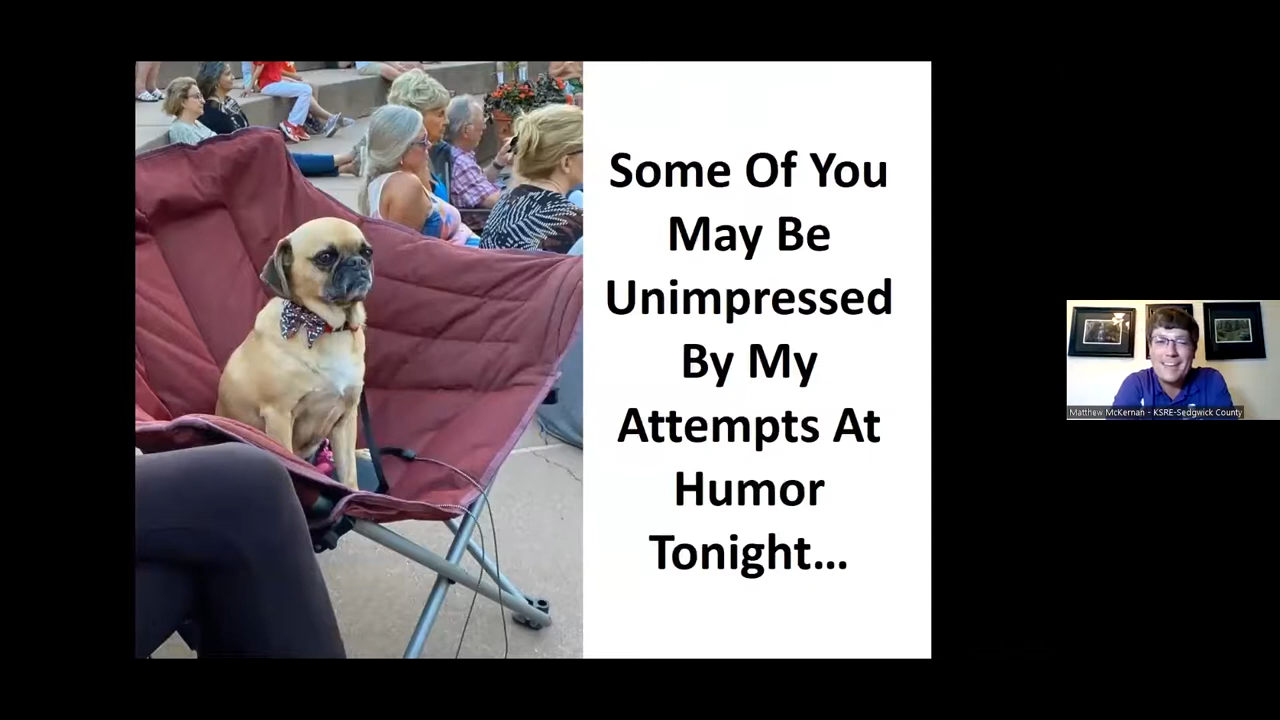 Some Of You
May Be
Unimpressed
By My
Attempts At
Humor
Tonight...
Matthew McKernan - KSRE-Sedgwick County